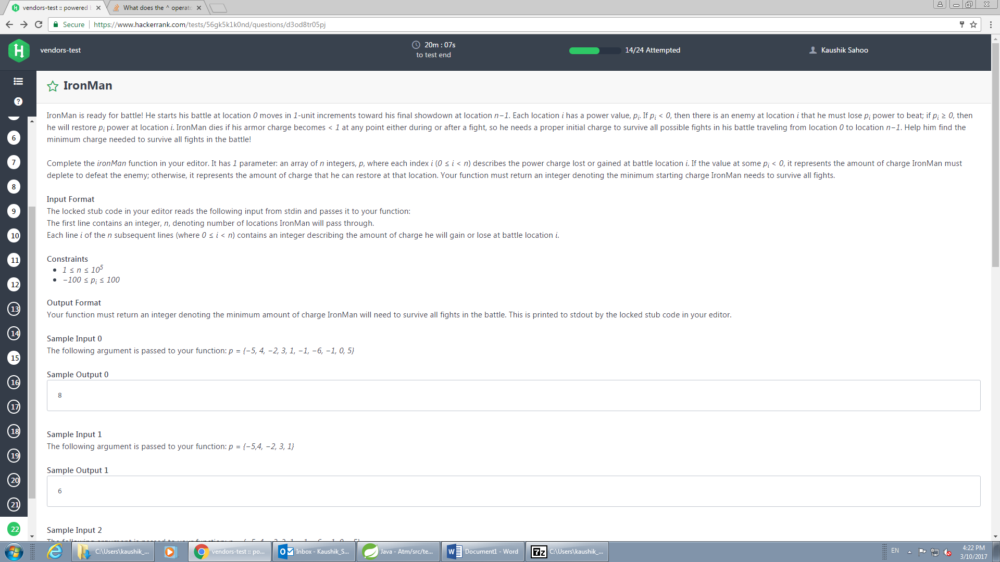 vendors-test :: powered
What does the ^ operat
Secure
https://www.hackerrank.com/tests/56gk5k1k0nd/questions/d3od8tr05pj
H
vendors-test
20m : 07s
to test end
14/24 Attempted
Kaushik Sahoo
?
6
7
8
9
10
11
12
13
14
15
16
17
18
19
20
21
22
IronMan
IronMan is ready for battle! He starts his battle at location 0 moves in 1-unit increments toward his final showdown at location n−1. Each location i has a power value, pi. If pi < 0, then there is an enemy at location i that he must lose pi power to beat; if pi ≥ 0, then
he will restore pi power at location i. IronMan dies if his armor charge becomes < 1 at any point either during or after a fight, so he needs a proper initial charge to survive all possible fights in his battle traveling from location 0 to location n−1. Help him find the
minimum charge needed to survive all fights in the battle!
Complete the ironMan function in your editor. It has 1 parameter: an array of n integers, p, where each index i (0 ≤ i < n) describes the power charge lost or gained at battle location i. If the value at some pi < 0, it represents the amount of charge IronMan must
deplete to defeat the enemy; otherwise, it represents the amount of charge that he can restore at that location. Your function must return an integer denoting the minimum starting charge IronMan needs to survive all fights.
Input Format
The locked stub code in your editor reads the following input from stdin and passes it to your function:
The first line contains an integer, n, denoting number of locations IronMan will pass through.
Each line i of the n subsequent lines (where 0 ≤ i < n) contains an integer describing the amount of charge he will gain or lose at battle location i.
Constraints
• 1 ≤ n ≤ 10^5
• −100 ≤ pi ≤ 100
Output Format
Your function must return an integer denoting the minimum amount of charge IronMan will need to survive all fights in the battle. This is printed to stdout by the locked stub code in your editor.
Sample Input 0
The following argument is passed to your function: p = {−5, 4, −2, 3, 1, −1, −6, −1, 0, 5}
Sample Output 0
8
Sample Input 1
The following argument is passed to your function: p = {−5,4, −2, 3, 1}
Sample Output 1
6
Sample Input 2
C:\Users\kaushik_...
vendors-test :: po...
Inbox - Kaushik_S...
Java - Atm/src/te...
Document1 - Word
7z
C:\Users\kaushik_...
EN
4:22 PM
3/10/2017